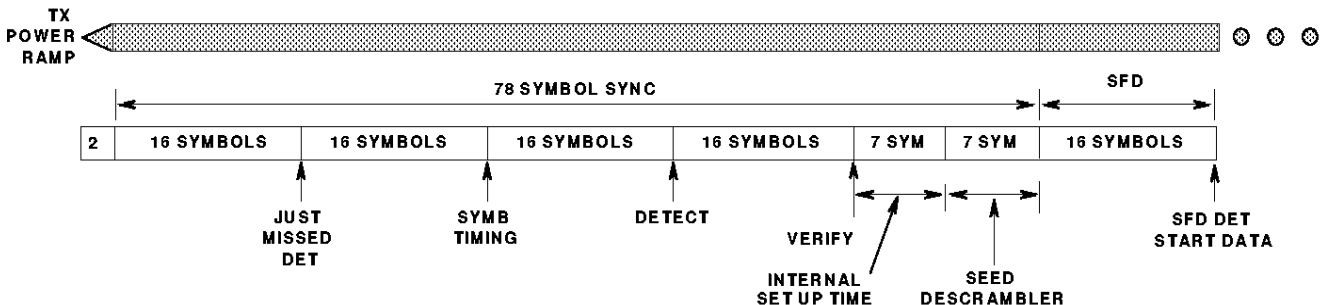 TX
POWER
RAMP
78 SYMBOL SYNC
SFD
2
16 SYMBOLS
16 SYMBOLS
16 SYMBOLS
16 SYMBOLS
7 SYM
7 SYM
16 SYMBOLS
JUST
MISSED
DET
SYMB
TIMING
DETECT
VERIFY
INTERNAL
SET UP TIME
SEED
DESCRAMBLER
SFD DET
START DATA